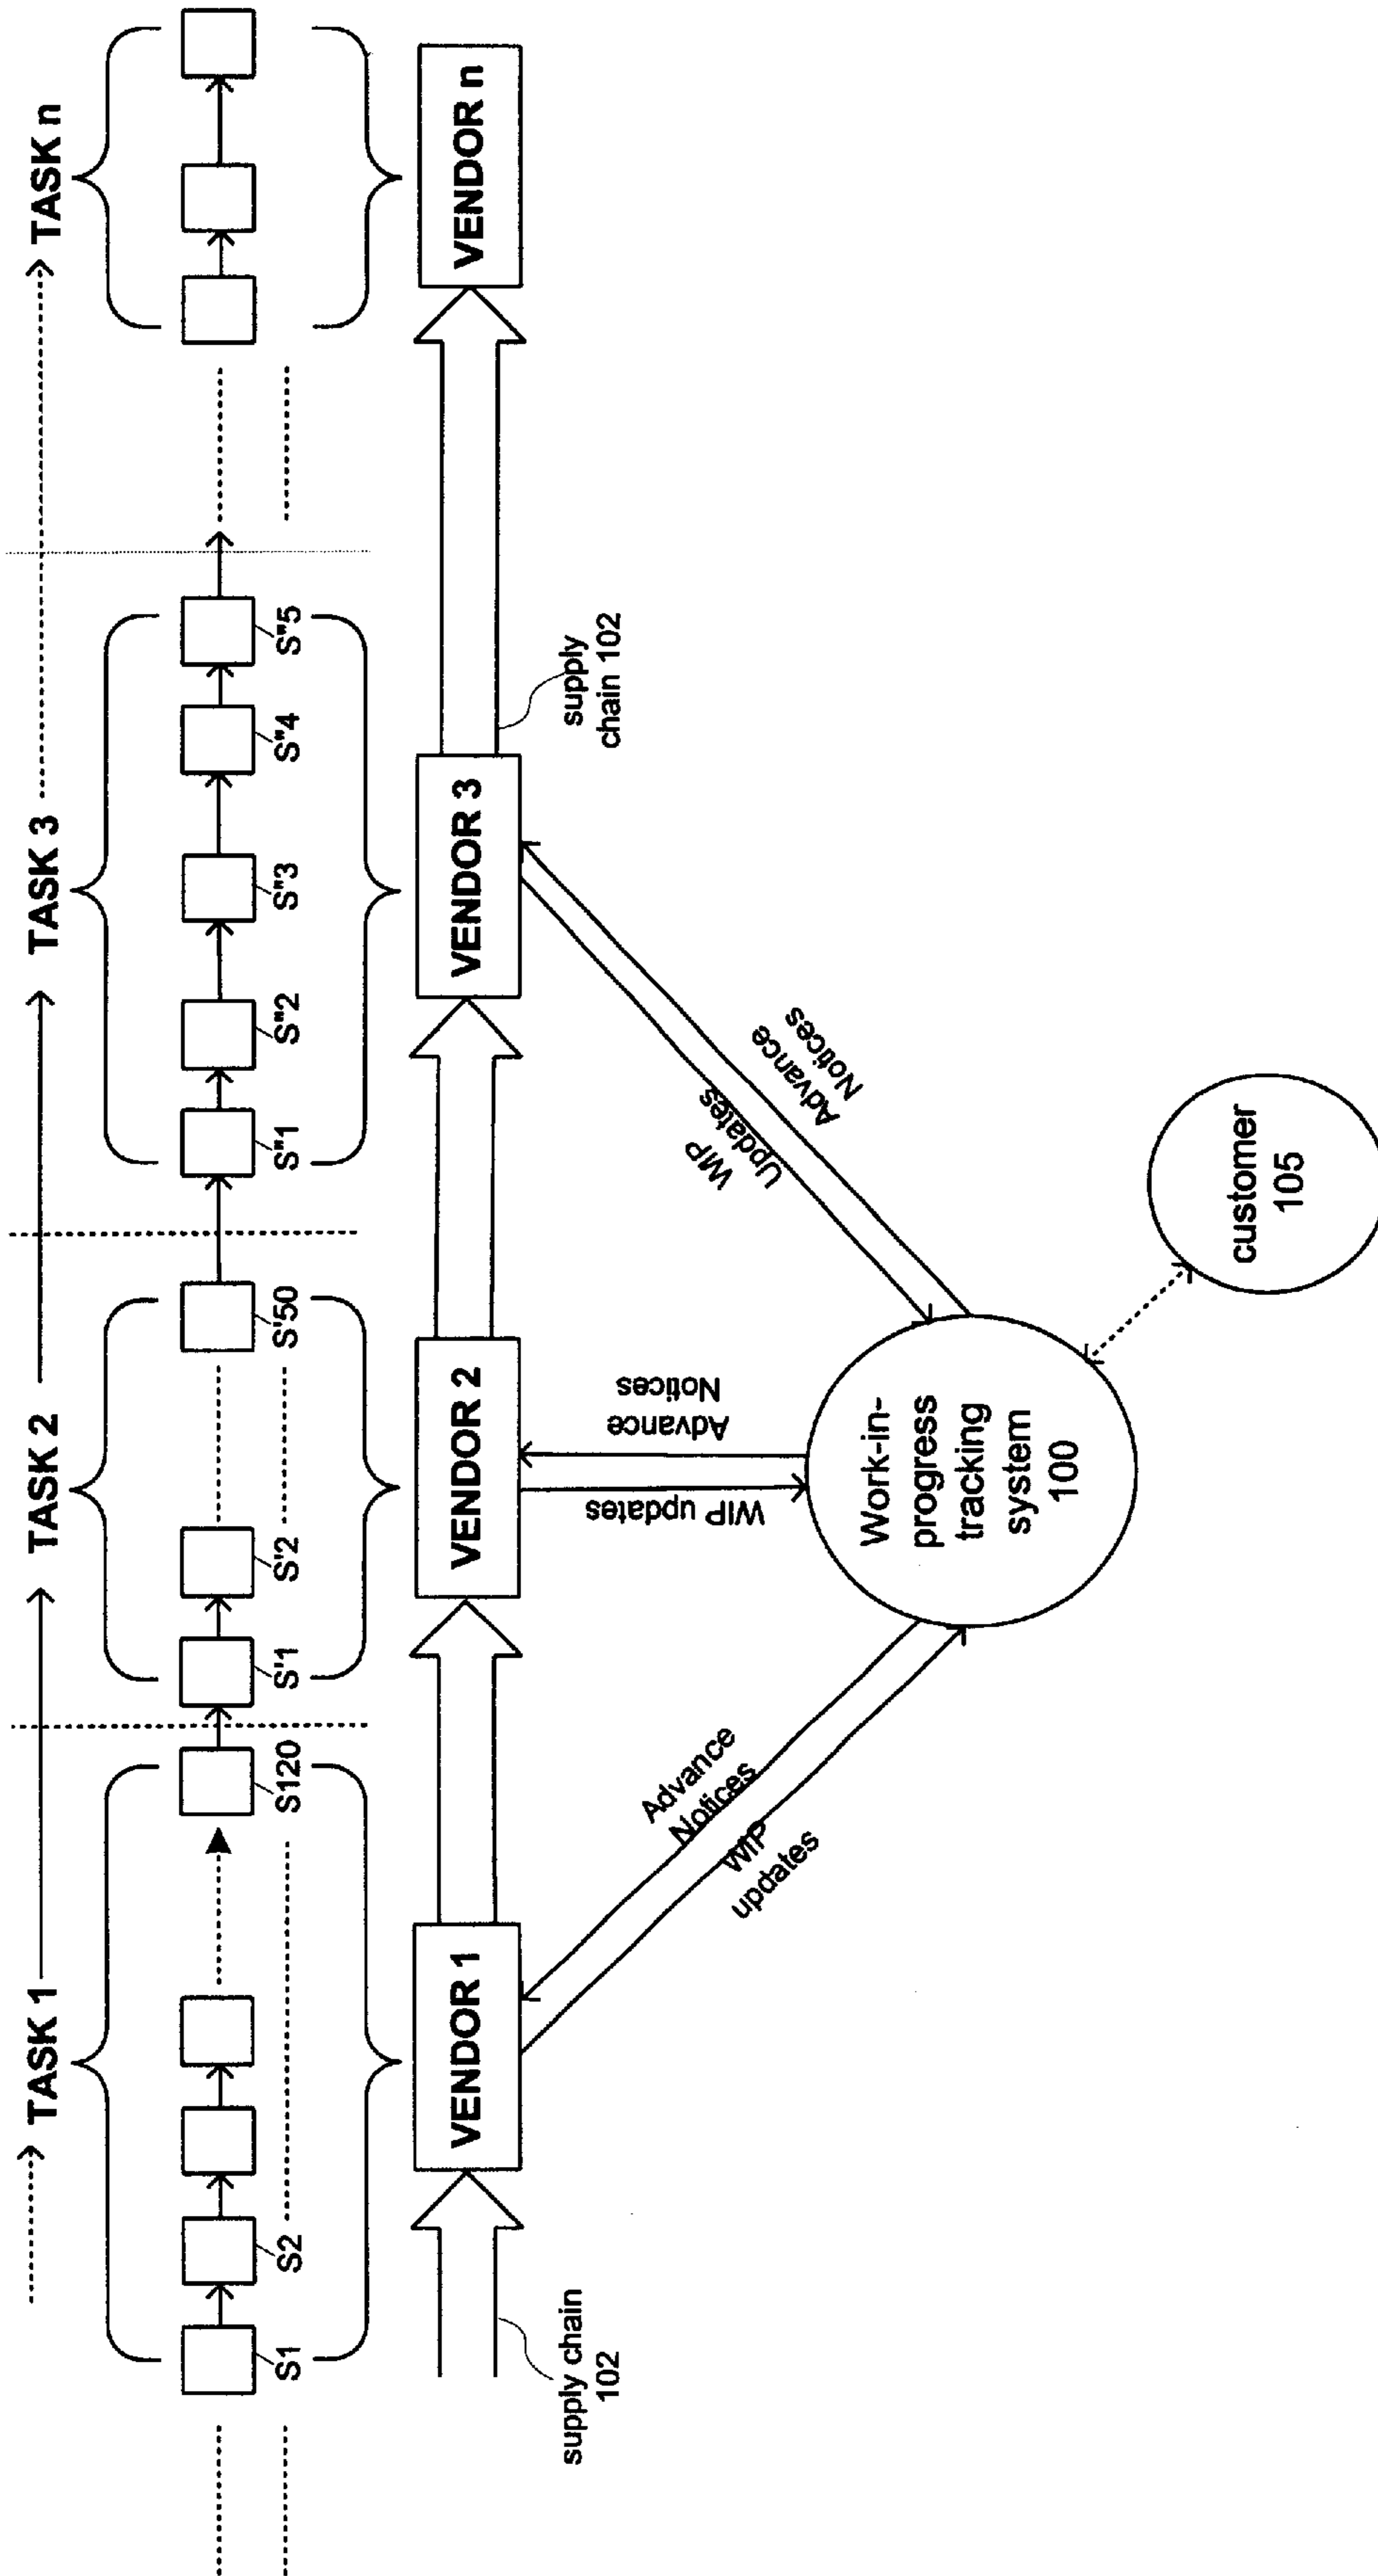 TASK 1
TASK 2
TASK 3
TASK n
S1
S2
S120
S'1
S'2
S'50
S"1
S"2
S"3
S"4
S"5
VENDOR 1
VENDOR 2
VENDOR 3
VENDOR n
supply chain
102
supply
chain 102
Advance
Notices
WIP
updates
WIP updates
Advance
Notices
WIP
Updates
Advance
Notices
Work-in-
progress
tracking
system
100
customer
105